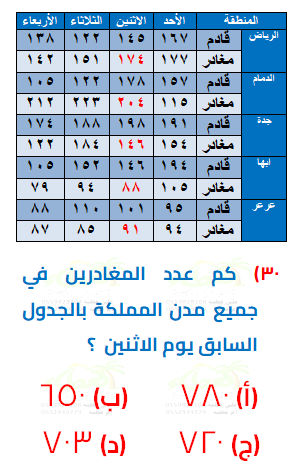 المنطقة الأحد الاثنين الثلاثاء الأربعاء
الرياض قادم ١٦٧ ١٤٥ ١٢٢ ١٣٨
مغادر ١٧٧ ١٧٤ ١٥١ ١٤٢
الدمام قادم ١٥٧ ١٧٨ ١٢٢ ١٠٥
مغادر ١١٥ ٢٠٤ ٢٢٣ ٢١٢
جدة قادم ١٩١ ١٩٨ ١٨٨ ١٧٤
مغادر ١٥٤ ١٤٦ ١٨٤ ١٢٢
ابها قادم ١٩٤ ١٤٦ ١٥٢ ١٠٥
مغادر ١٠٥ ٨٨ ٩٤ ٧٩
عرعر قادم ٩٥ ١٠١ ١١٠ ٨٨
مغادر ٩٤ ٩١ ٨٥ ٨٧
٣٠) كم عدد المغادرين في
جميع مدن المملكة بالجدول
السابق يوم الاثنين ؟
(أ) ٧٨٠ (ب) ٦٥٠
(ج) ٧٢٠ (د) ٧٠٣